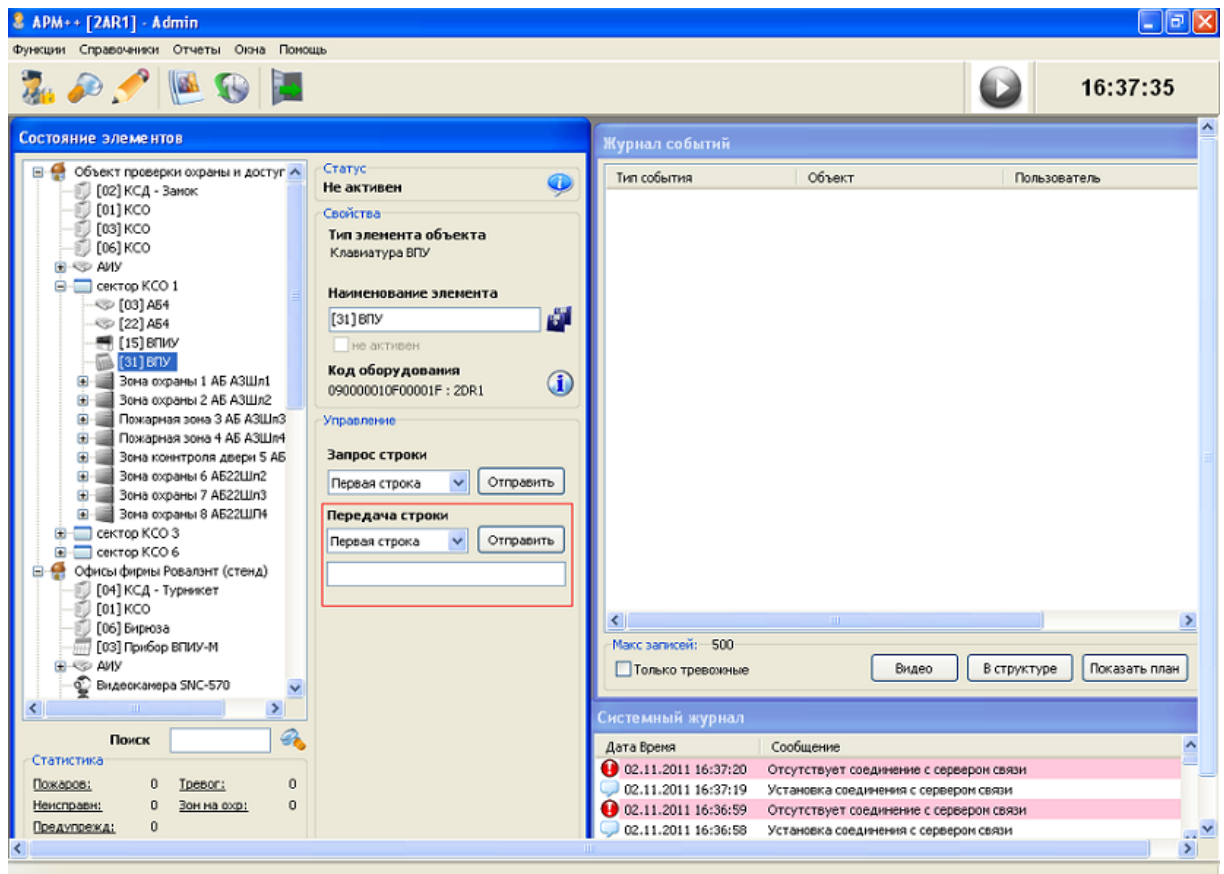 АРМ++ [2AR1] - Admin
Функции Справочники Отчеты Окна Помощь
16:37:35
Состояние элементов
Объект проверки охраны и доступ
[02] КСД - Замок
[01] КСО
[03] КСО
[06] КСО
АИУ
сектор КСО 1
[03] АБ4
[22] АБ4
[15] ВПИУ
[31] ВПУ
Зона охраны 1 АБ АЗШл1
Зона охраны 2 АБ АЗШл2
Пожарная зона 3 АБ АЗШл3
Пожарная зона 4 АБ АЗШл4
Зона коннтроля двери 5 АБ
Зона охраны 6 АБ22Шл2
Зона охраны 7 АБ22Шл3
Зона охраны 8 АБ22ШЛ4
сектор КСО 3
сектор КСО 6
Офисы фирмы Ровалэнт (стенд)
[04] КСД - Турникет
[01] КСО
[06] Бирюза
[03] Прибор ВПИУ-М
АИУ
Видеокамера SNC-570
Поиск
Статистика
Пожаров: 0 Тревог: 0
Неисправн: 0 Зон на охр: 0
Предупрежд: 0
Статус
Не активен
Свойства
Тип элемента объекта
Клавиатура ВПУ
Наименование элемента
[31] ВПУ
не активен
Код оборудования
090000010F00001F : 2DR1
Управление
Запрос строки
Первая строка Отправить
Передача строки
Первая строка Отправить
Журнал событий
Тип события Объект Пользователь
Макс записей: 500
Только тревожные Видео В структуре Показать план
Системный журнал
Дата Время Сообщение
02.11.2011 16:37:20 Отсутствует соединение с сервером связи
02.11.2011 16:37:19 Установка соединения с сервером связи
02.11.2011 16:36:59 Отсутствует соединение с сервером связи
02.11.2011 16:36:58 Установка соединения с сервером связи